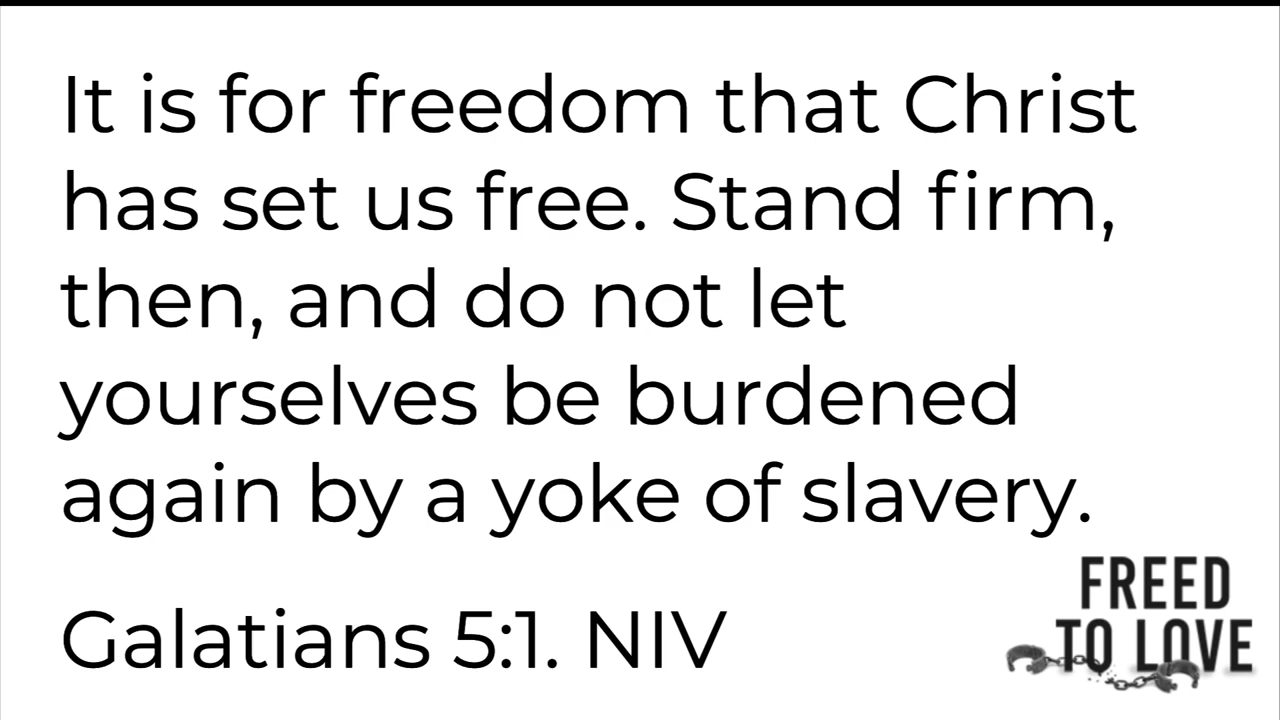 It is for freedom that Christ
has set us free. Stand firm,
then, and do not let
yourselves be burdened
again by a yoke of slavery.
Galatians 5:1. NIV
FREED
TO LOVE